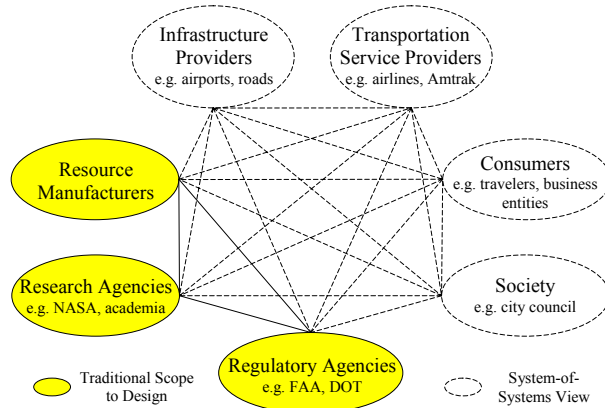 Infrastructure
Providers
e.g. airports, roads
Transportation
Service Providers
e.g. airlines, Amtrak
Resource
Manufacturers
Consumers
e.g. travelers, business
entities
Research Agencies
e.g. NASA, academia
Society
e.g. city council
Regulatory Agencies
e.g. FAA, DOT
Traditional Scope
to Design
System-of-
Systems View